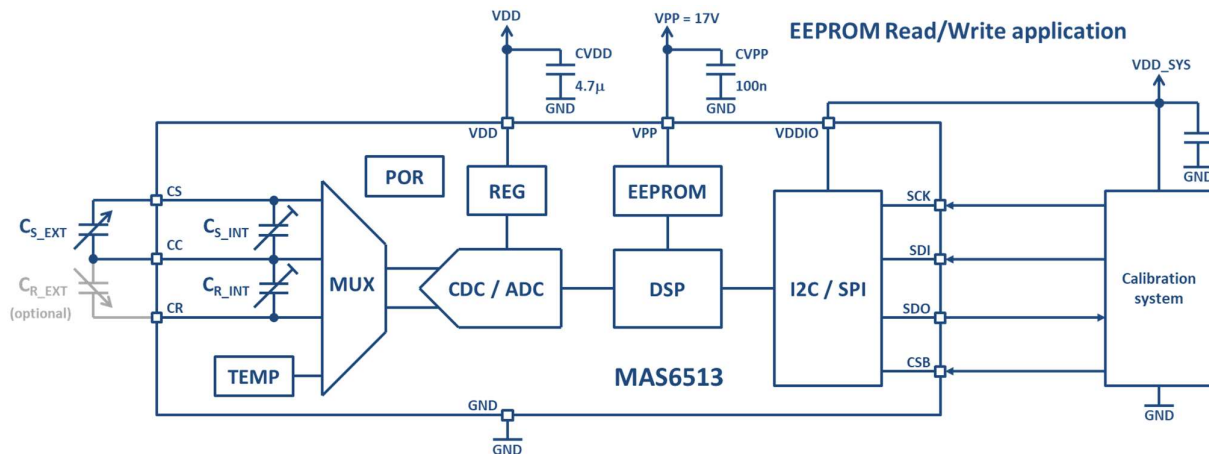 VDD
VPP = 17V
EEPROM Read/Write application
CVDD
4.7µ
GND
CVPP
100n
GND
VDD_SYS
GND
VDD
VPP
VDDIO
POR
REG
EEPROM
CS
CC
CR
C_S_EXT
C_R_EXT
(optional)
C_S_INT
C_R_INT
MUX
TEMP
CDC / ADC
DSP
I2C / SPI
SCK
SDI
SDO
CSB
Calibration
system
MAS6513
GND
GND
GND